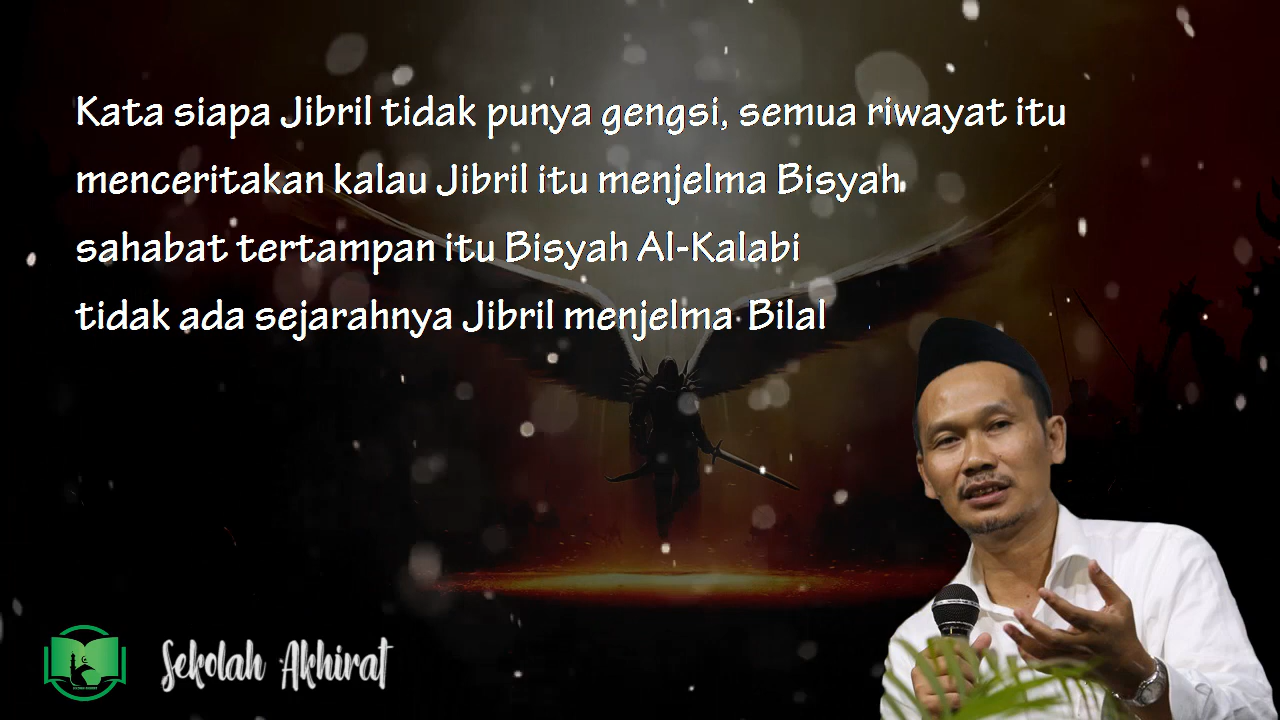 Kata siapa Jibril tidak punya gengsi, semua riwayat itu
menceritakan kalau Jibril itu menjelma Bisyah
sahabat tertampan itu Bisyah Al-Kalabi
tidak ada sejarahnya Jibril menjelma Bilal
Sekolah Akhirat